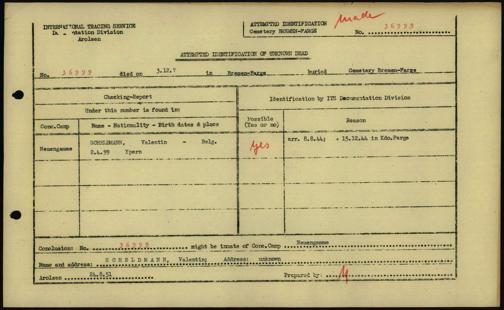 INTERNATIONAL TRACING SERVICE
Documentation Division
Arolsen
ATTEMPTED IDENTIFICATION
Cemetery BREMEN-FARGE No. 36999
made
ATTEMPTED IDENTIFICATION OF UNKNOWN DEAD
No. 36999 died on 3.12.? in Bremen-Farge buried Cemetery Bremen-Farge
Checking-Report
Under this number is found to:
Identification by ITS Documentation Division
Conc.Camp
Name - Nationality - Birth dates & place
Possible
(Yes or no)
Reason
Neuengamme
SCHELDMANN, Valentin - Belg.
2.4.99 Ypern
yes
arr. 8.8.44; + 15.12.44 in Kdo.Farge
Conclusion: No. 36999 might be inmate of Conc.Camp Neuengamme
Name and address: SCHELDMANN, Valentin; Address: unknown
Arolsen 24.8.51
Prepared by: